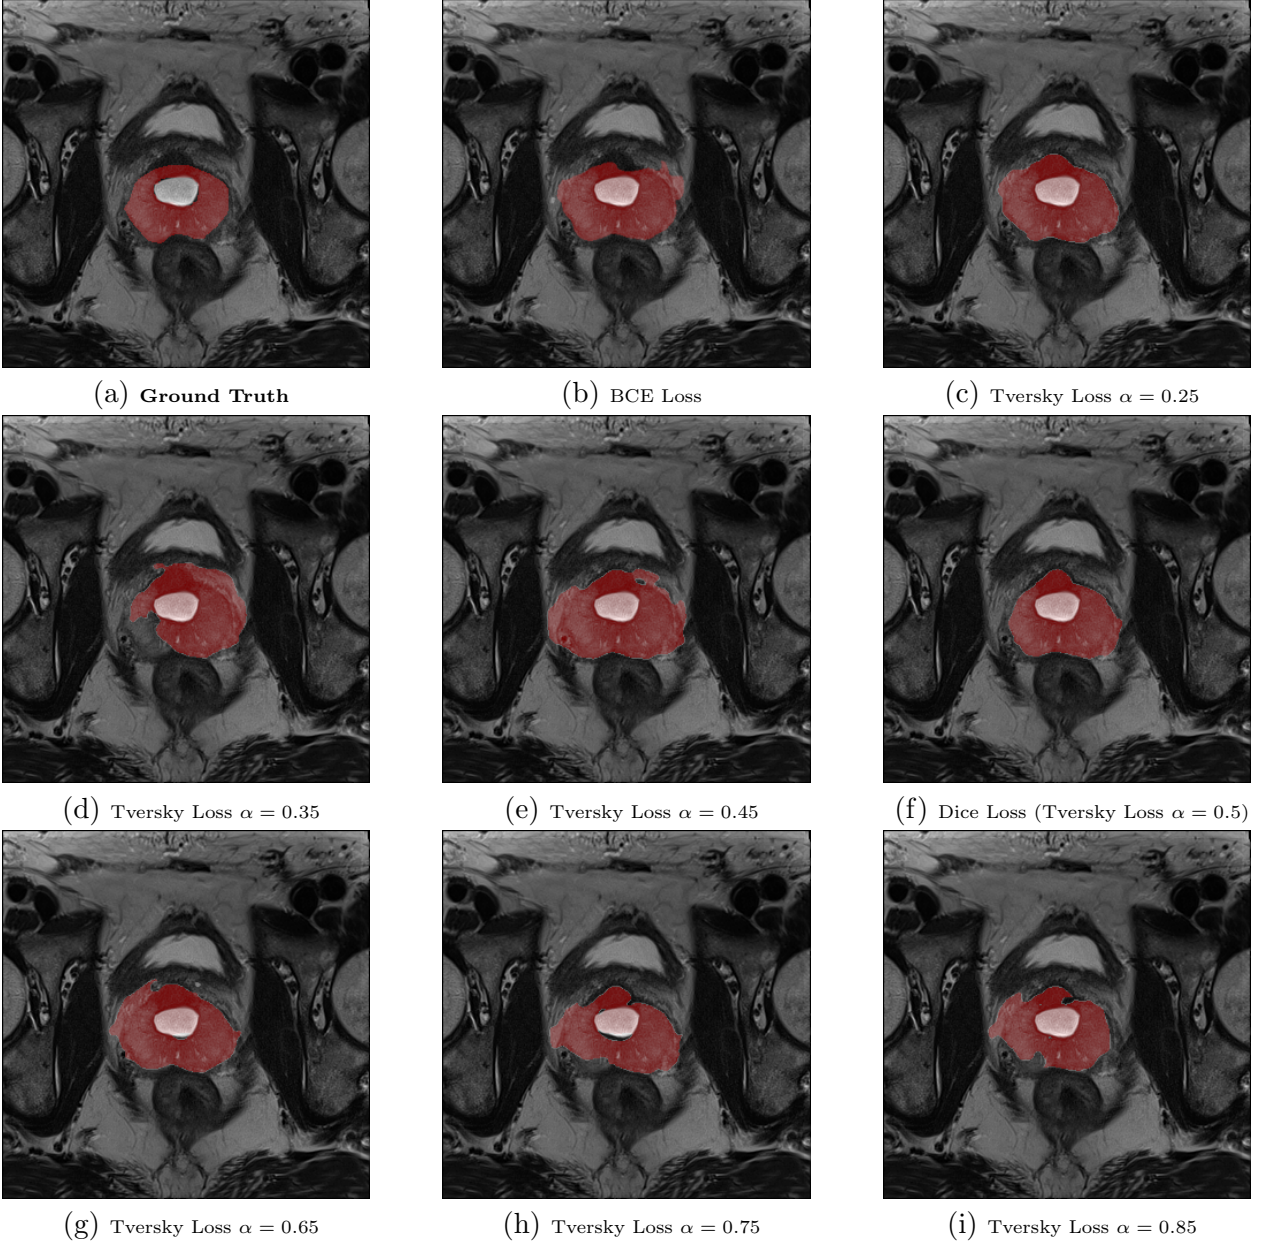 (a) Ground Truth
(b) BCE Loss
(c) Tversky Loss α = 0.25
(d) Tversky Loss α = 0.35
(e) Tversky Loss α = 0.45
(f) Dice Loss (Tversky Loss α = 0.5)
(g) Tversky Loss α = 0.65
(h) Tversky Loss α = 0.75
(i) Tversky Loss α = 0.85